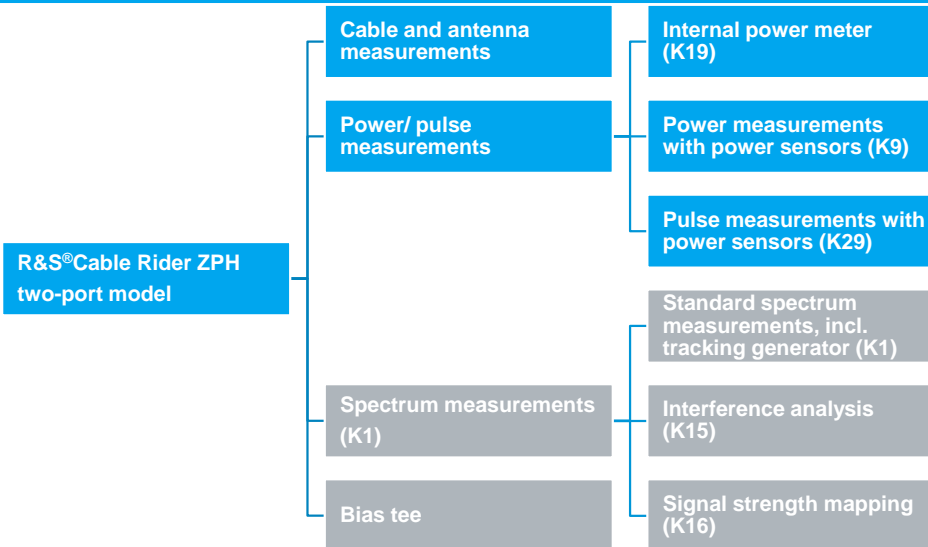 R&S®Cable Rider ZPH
two-port model
Cable and antenna
measurements
Power/ pulse
measurements
Internal power meter
(K19)
Power measurements
with power sensors (K9)
Pulse measurements with
power sensors (K29)
Spectrum measurements
(K1)
Standard spectrum
measurements, incl.
tracking generator (K1)
Interference analysis
(K15)
Signal strength mapping
(K16)
Bias tee